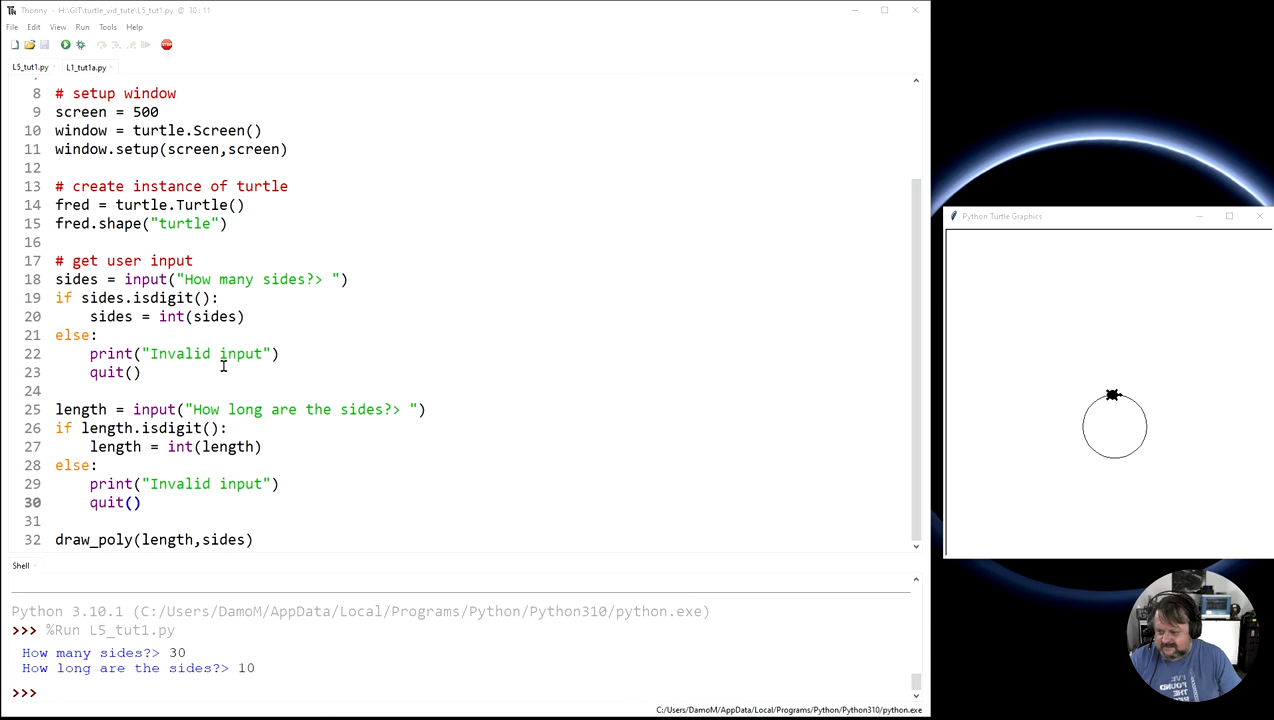 Thonny - H:\GIT\turtle_vid_tute\L5_tut1.py @ 30:11
File Edit View Run Tools Help
STOP
L5_tut1.py
L1_tut1a.py
8 # setup window
9 screen = 500
10 window = turtle.Screen()
11 window.setup(screen,screen)
12
13 # create instance of turtle
14 fred = turtle.Turtle()
15 fred.shape("turtle")
16
17 # get user input
18 sides = input("How many sides?> ")
19 if sides.isdigit():
20 sides = int(sides)
21 else:
22 print("Invalid input")
23 quit()
24
25 length = input("How long are the sides?> ")
26 if length.isdigit():
27 length = int(length)
28 else:
29 print("Invalid input")
30 quit()
31
32 draw_poly(length,sides)
Shell
Python 3.10.1 (C:/Users/DamoM/AppData/Local/Programs/Python/Python310/python.exe)
>>> %Run L5_tut1.py
How many sides?> 30
How long are the sides?> 10
>>>
C:/Users/DamoM/AppData/Local/Programs/Python/Python310/python.exe
Python Turtle Graphics